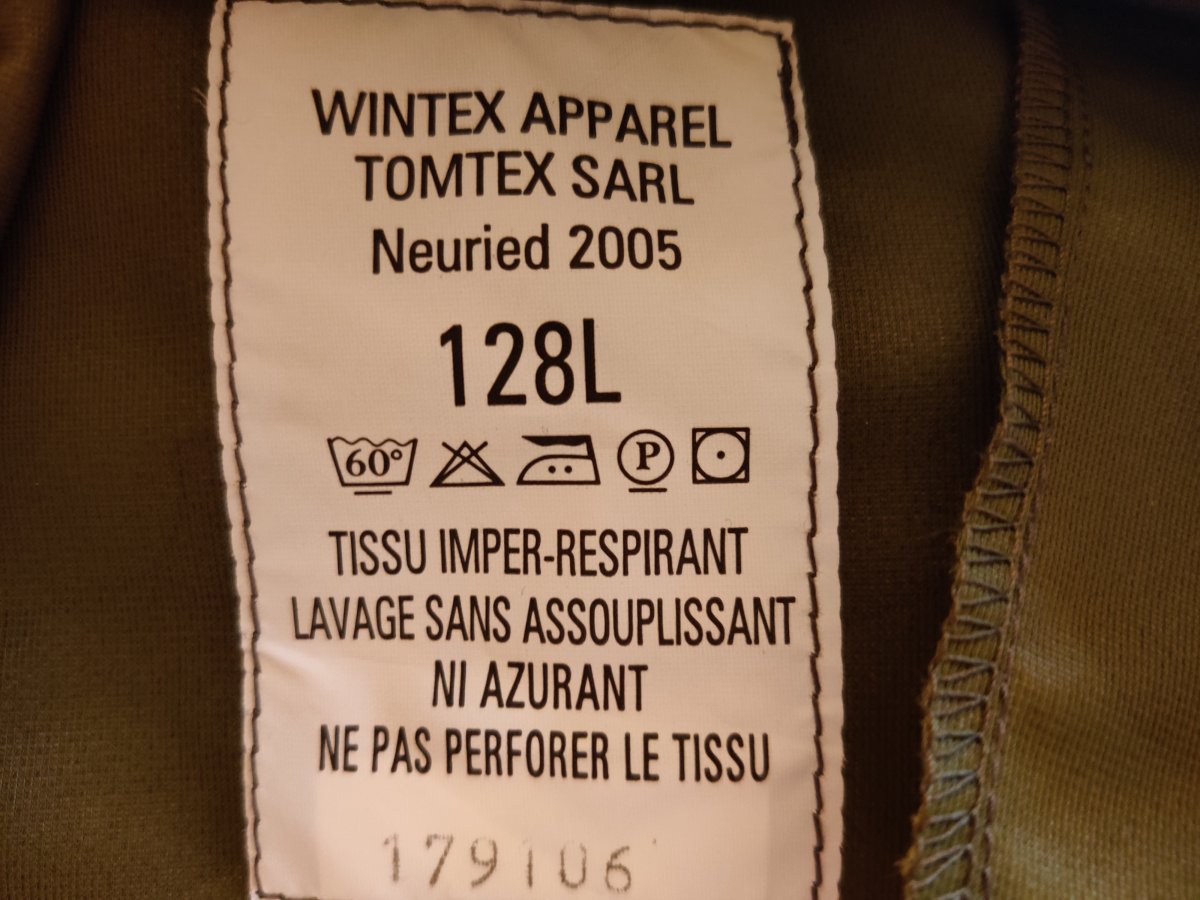 WINTEX APPAREL
TOMTEX SARL
Neuried 2005
128L
60° P
TISSU IMPER-RESPIRANT
LAVAGE SANS ASSOUPLISSANT
NI AZURANT
NE PAS PERFORER LE TISSU
179106